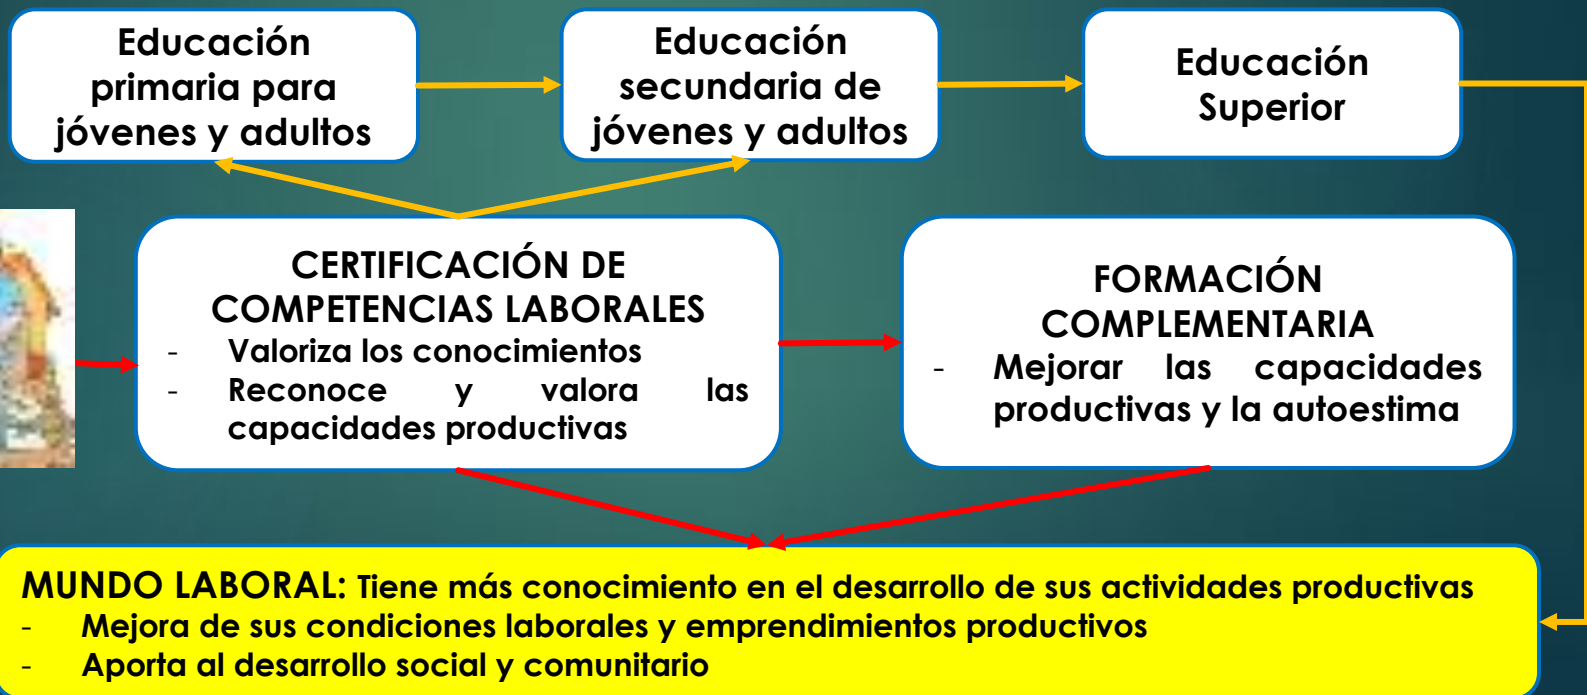 Educación
primaria para
jóvenes y adultos
Educación
secundaria de
jóvenes y adultos
Educación
Superior
CERTIFICACIÓN DE
COMPETENCIAS LABORALES
- Valoriza los conocimientos
- Reconoce y valora las
capacidades productivas
FORMACIÓN
COMPLEMENTARIA
- Mejorar las capacidades
productivas y la autoestima
MUNDO LABORAL: Tiene más conocimiento en el desarrollo de sus actividades productivas
- Mejora de sus condiciones laborales y emprendimientos productivos
- Aporta al desarrollo social y comunitario